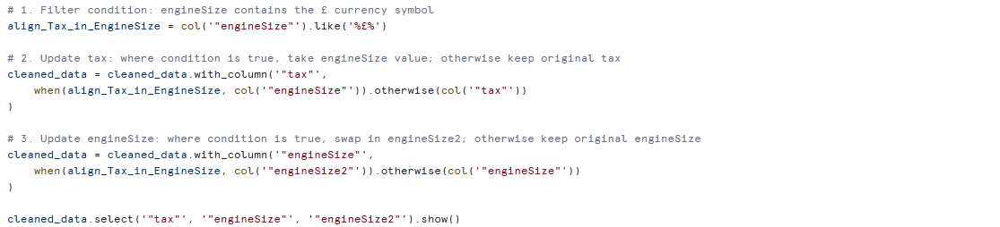 # 1. Filter condition: engineSize contains the £ currency symbol
align_Tax_in_EngineSize = col('"engineSize"').like('%£%')

# 2. Update tax: where condition is true, take engineSize value; otherwise keep original tax
cleaned_data = cleaned_data.with_column('"tax"',
    when(align_Tax_in_EngineSize, col('"engineSize"')).otherwise(col('"tax"'))
)

# 3. Update engineSize: where condition is true, swap in engineSize2; otherwise keep original engineSize
cleaned_data = cleaned_data.with_column('"engineSize"',
    when(align_Tax_in_EngineSize, col('"engineSize2"')).otherwise(col('"engineSize"'))
)

cleaned_data.select('"tax"', '"engineSize"', '"engineSize2"').show()